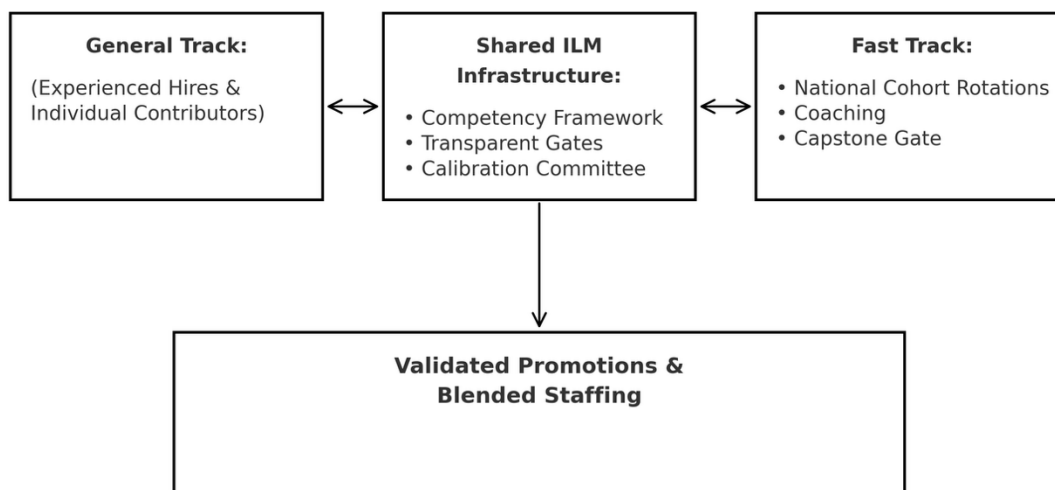 General Track:
(Experienced Hires &
Individual Contributors)
Shared ILM
Infrastructure:
• Competency Framework
• Transparent Gates
• Calibration Committee
Fast Track:
• National Cohort Rotations
• Coaching
• Capstone Gate
Validated Promotions &
Blended Staffing